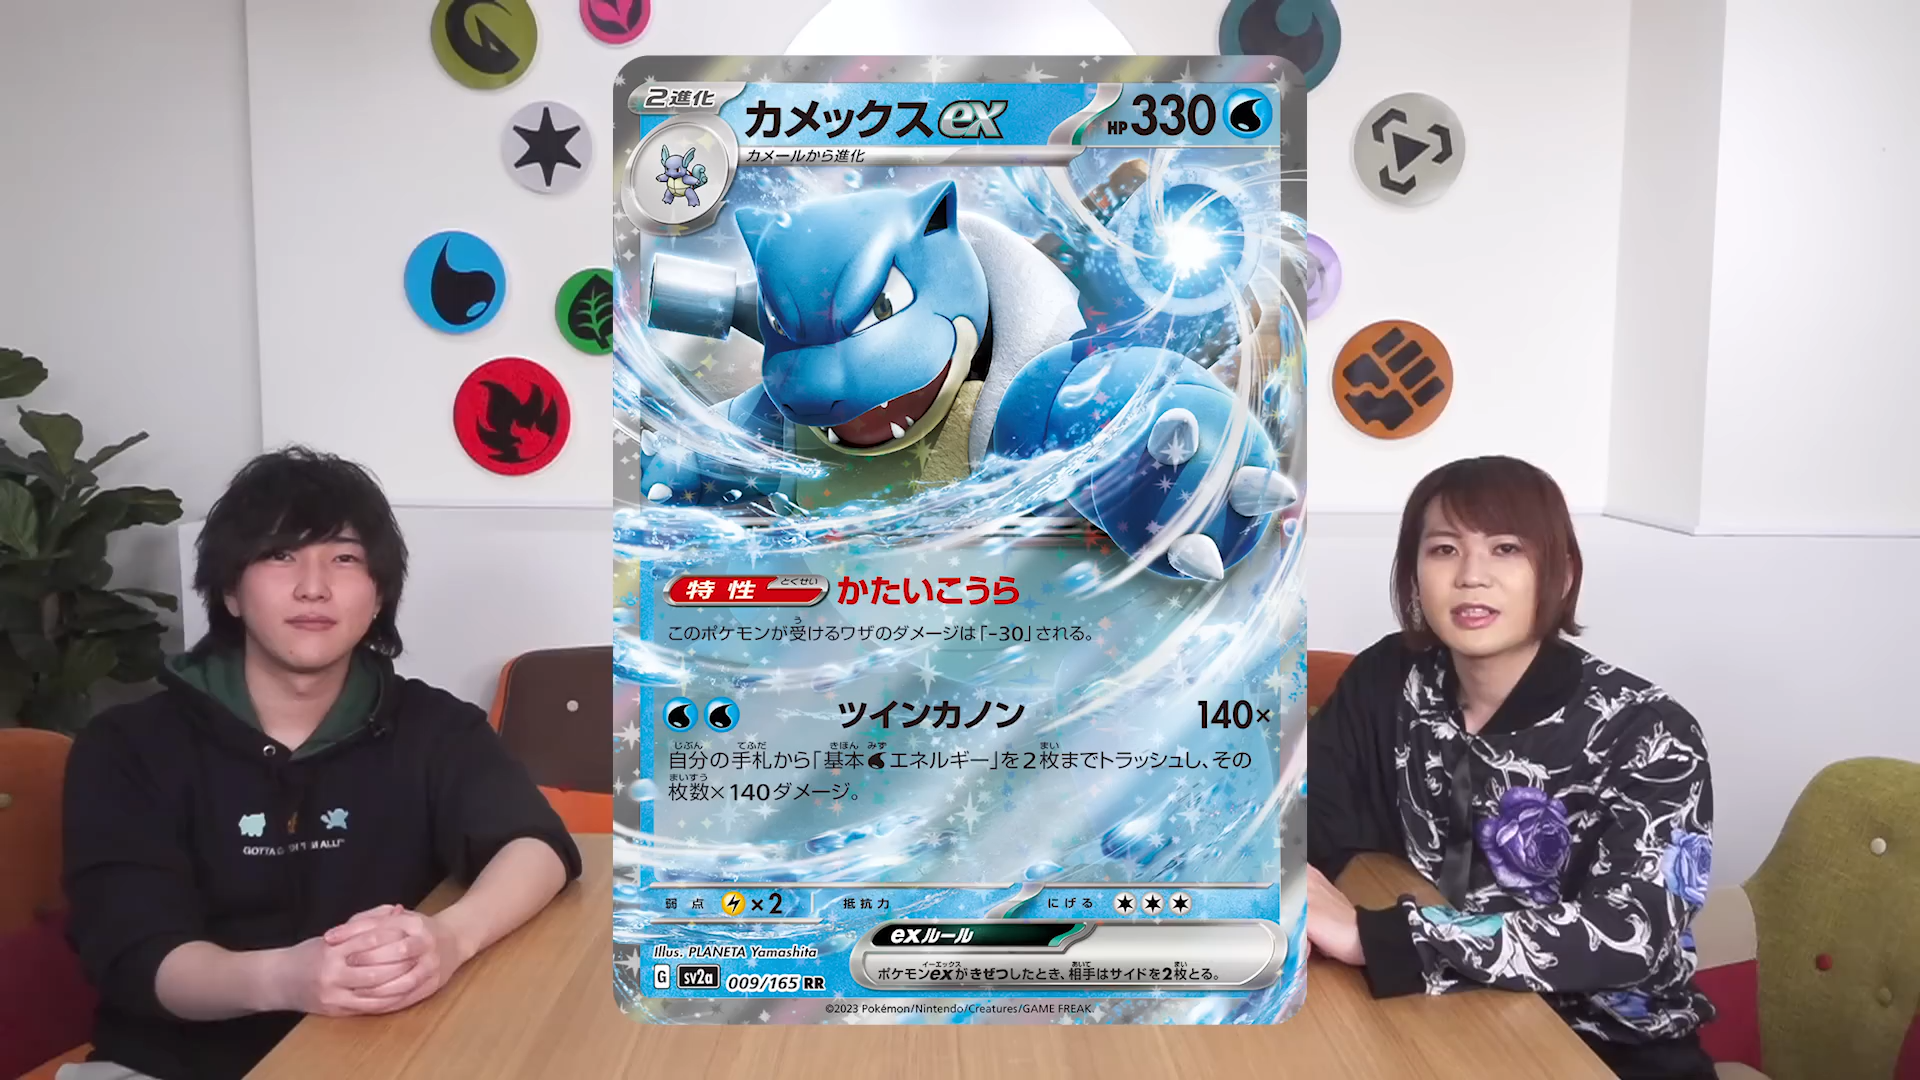 2進化
カメックスex
HP330
カメールから進化
特性 とくせい かたいこうら
このポケモンが受けるワザのダメージは「-30」される。
ツインカノン 140×
自分の手札から「基本 エネルギー」を2枚までトラッシュし、その
枚数×140ダメージ。
弱点 ×2 抵抗力 にげる
exルール
ポケモンexがきぜつしたとき、相手はサイドを2枚とる。
Illus. PLANETA Yamashita
G sv2a 009/165 RR
©2023 Pokémon/Nintendo/Creatures/GAME FREAK.